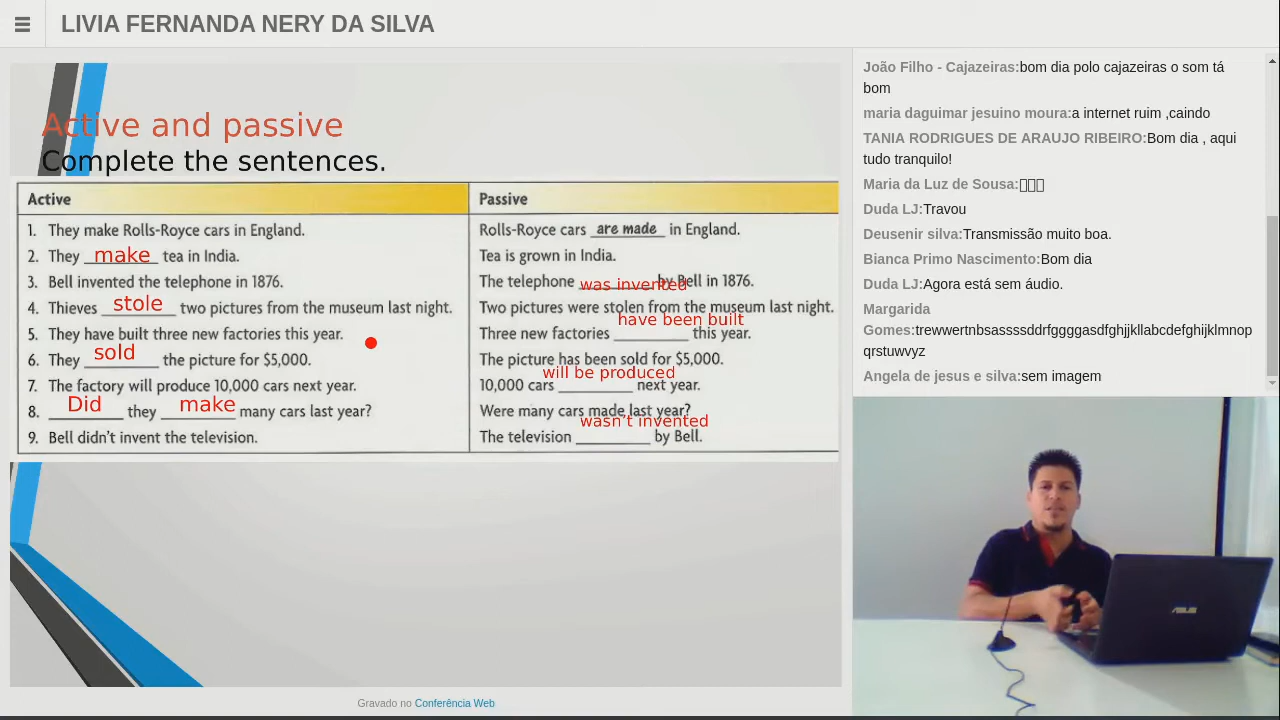 LIVIA FERNANDA NERY DA SILVA
Active and passive
Complete the sentences.
Active
Passive
1. They make Rolls-Royce cars in England.
Rolls-Royce cars are made in England.
2. They make tea in India.
Tea is grown in India.
3. Bell invented the telephone in 1876.
The telephone was invented by Bell in 1876.
4. Thieves stole two pictures from the museum last night.
Two pictures were stolen from the museum last night.
5. They have built three new factories this year.
Three new factories have been built this year.
6. They sold the picture for $5,000.
The picture has been sold for $5,000.
7. The factory will produce 10,000 cars next year.
10,000 cars will be produced next year.
8. Did they make many cars last year?
Were many cars made last year?
9. Bell didn't invent the television.
The television wasn't invented by Bell.
Gravado no Conferência Web
João Filho - Cajazeiras:bom dia polo cajazeiras o som tá
bom
maria daguimar jesuino moura:a internet ruim ,caindo
TANIA RODRIGUES DE ARAUJO RIBEIRO:Bom dia , aqui
tudo tranquilo!
Maria da Luz de Sousa:
Duda LJ:Travou
Deusenir silva:Transmissão muito boa.
Bianca Primo Nascimento:Bom dia
Duda LJ:Agora está sem áudio.
Margarida
Gomes:trewwertnbsassssddrfggggasdfghjjkllabcdefghijklmnop
qrstuwvyz
Angela de jesus e silva:sem imagem
ASUS